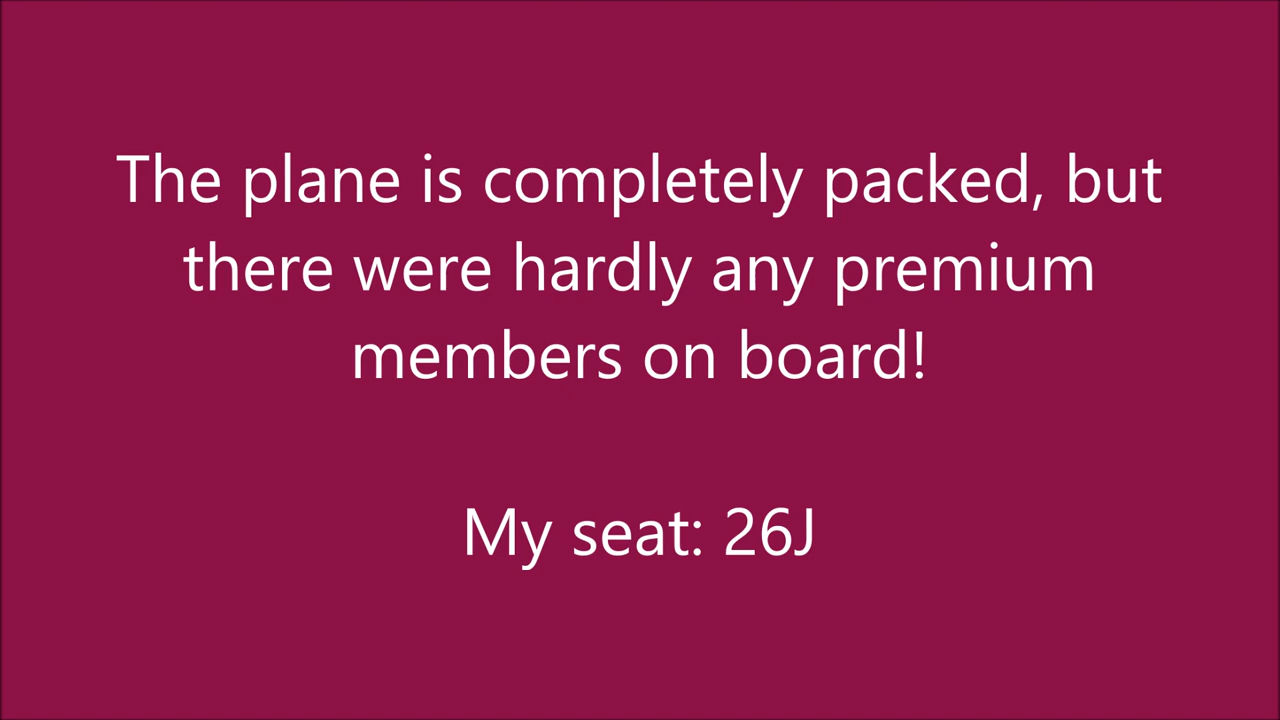 The plane is completely packed, but
there were hardly any premium
members on board!
My seat: 26J